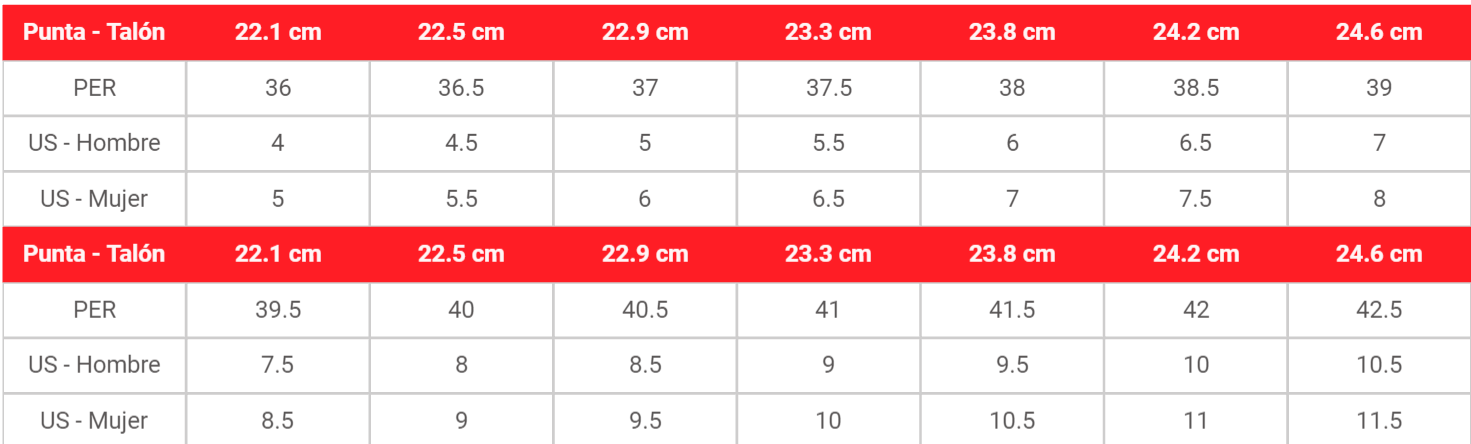 Punta - Talón 22.1 cm 22.5 cm 22.9 cm 23.3 cm 23.8 cm 24.2 cm 24.6 cm
PER 36 36.5 37 37.5 38 38.5 39
US - Hombre 4 4.5 5 5.5 6 6.5 7
US - Mujer 5 5.5 6 6.5 7 7.5 8
Punta - Talón 22.1 cm 22.5 cm 22.9 cm 23.3 cm 23.8 cm 24.2 cm 24.6 cm
PER 39.5 40 40.5 41 41.5 42 42.5
US - Hombre 7.5 8 8.5 9 9.5 10 10.5
US - Mujer 8.5 9 9.5 10 10.5 11 11.5